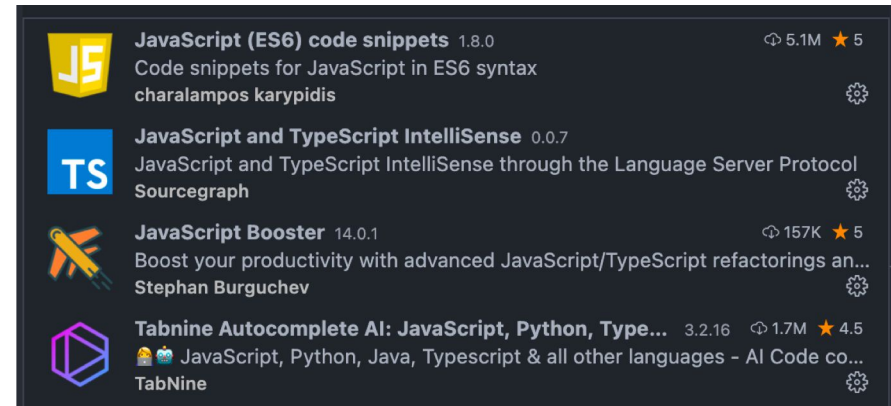 JS
JavaScript (ES6) code snippets 1.8.0 5.1M 5
Code snippets for JavaScript in ES6 syntax
charalampos karypidis
TS
JavaScript and TypeScript IntelliSense 0.0.7
JavaScript and TypeScript IntelliSense through the Language Server Protocol
Sourcegraph
JavaScript Booster 14.0.1 157K 5
Boost your productivity with advanced JavaScript/TypeScript refactorings an...
Stephan Burguchev
Tabnine Autocomplete AI: JavaScript, Python, Type... 3.2.16 1.7M 4.5
JavaScript, Python, Java, Typescript & all other languages - AI Code co...
TabNine